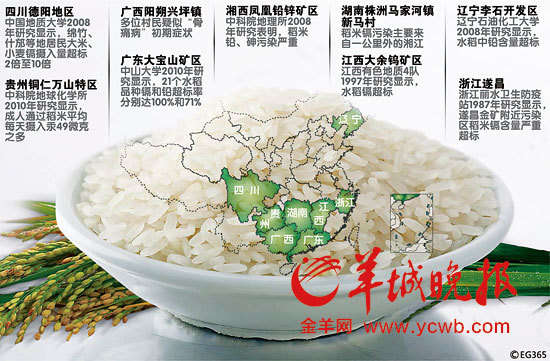 四川德阳地区
中国地质大学2008
年研究显示，绵竹、
什邡等地居民大米、
小麦镉摄入量超标
2倍至10倍
贵州铜仁万山特区
中科院地球化学所
2010年研究显示，
成人通过稻米平均
每天摄入汞49微克
之多
广西阳朔兴坪镇
多位村民疑似“骨
痛病”初期症状
广东大宝山矿区
中山大学2010年研
究显示，21个水稻
品种镉和铅超标率
分别达100%和71%
湘西凤凰铅锌矿区
中科院地理所2008
年研究表明，稻米
铅、砷污染严重
湖南株洲马家河镇
新马村
稻米镉污染主要来
自一公里外的湘江
江西大余钨矿区
江西有色地质4队
1997年研究显示，
水稻镉超标
辽宁李石开发区
辽宁石油化工大学
2008年研究显示，
水稻中铅含量超标
浙江遂昌
浙江丽水卫生防疫
站1987年研究显示，
遂昌金矿附近污染
区稻米镉含量严重
超标
辽宁
四川
贵州
湖南
江西
浙江
广西
广东
羊城晚报
金羊网 www.ycwb.com
©EG365